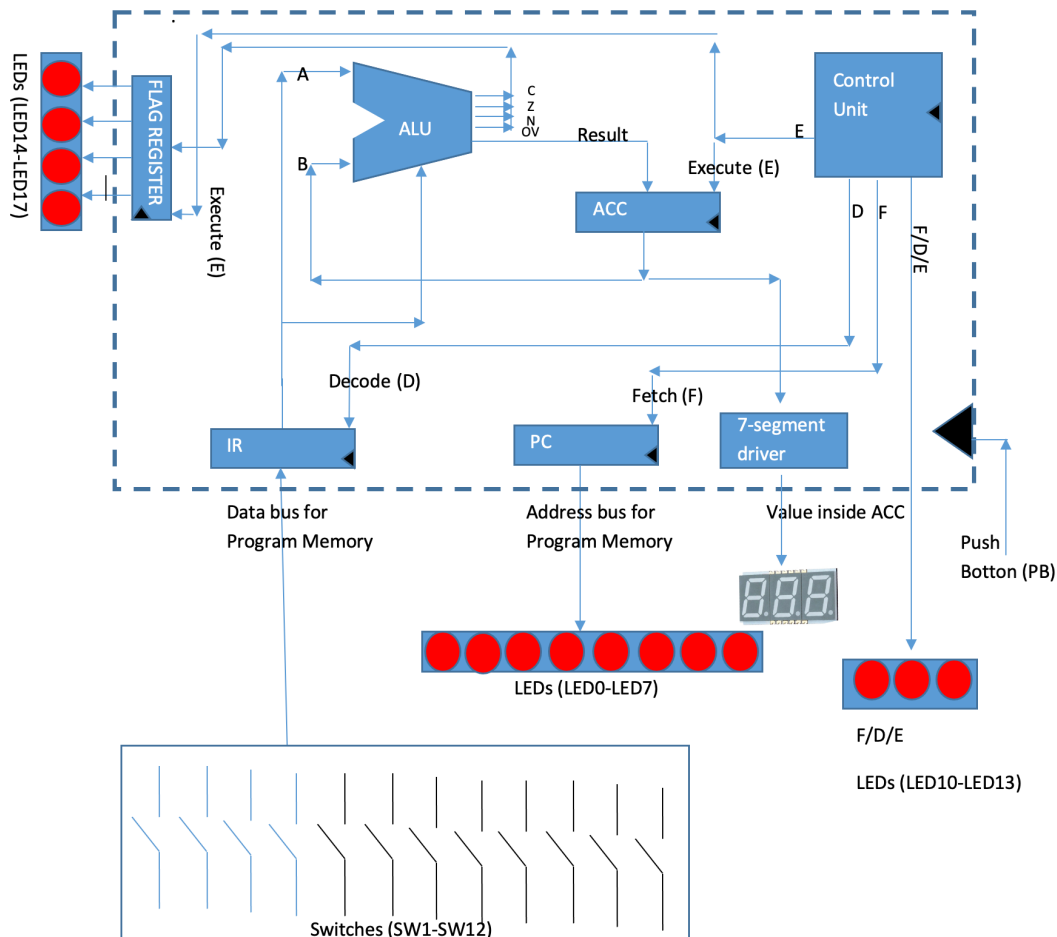 LEDs (LED14-LED17)
FLAG REGISTER
A
B
ALU
C
Z
N
OV
Result
Control
Unit
E
Execute (E)
ACC
D
F
F/D/E
Execute (E)
Decode (D)
Fetch (F)
IR
PC
7-segment
driver
Data bus for
Program Memory
Address bus for
Program Memory
Value inside ACC
Push
Botton (PB)
LEDs (LED0-LED7)
F/D/E
LEDs (LED10-LED13)
Switches (SW1-SW12)